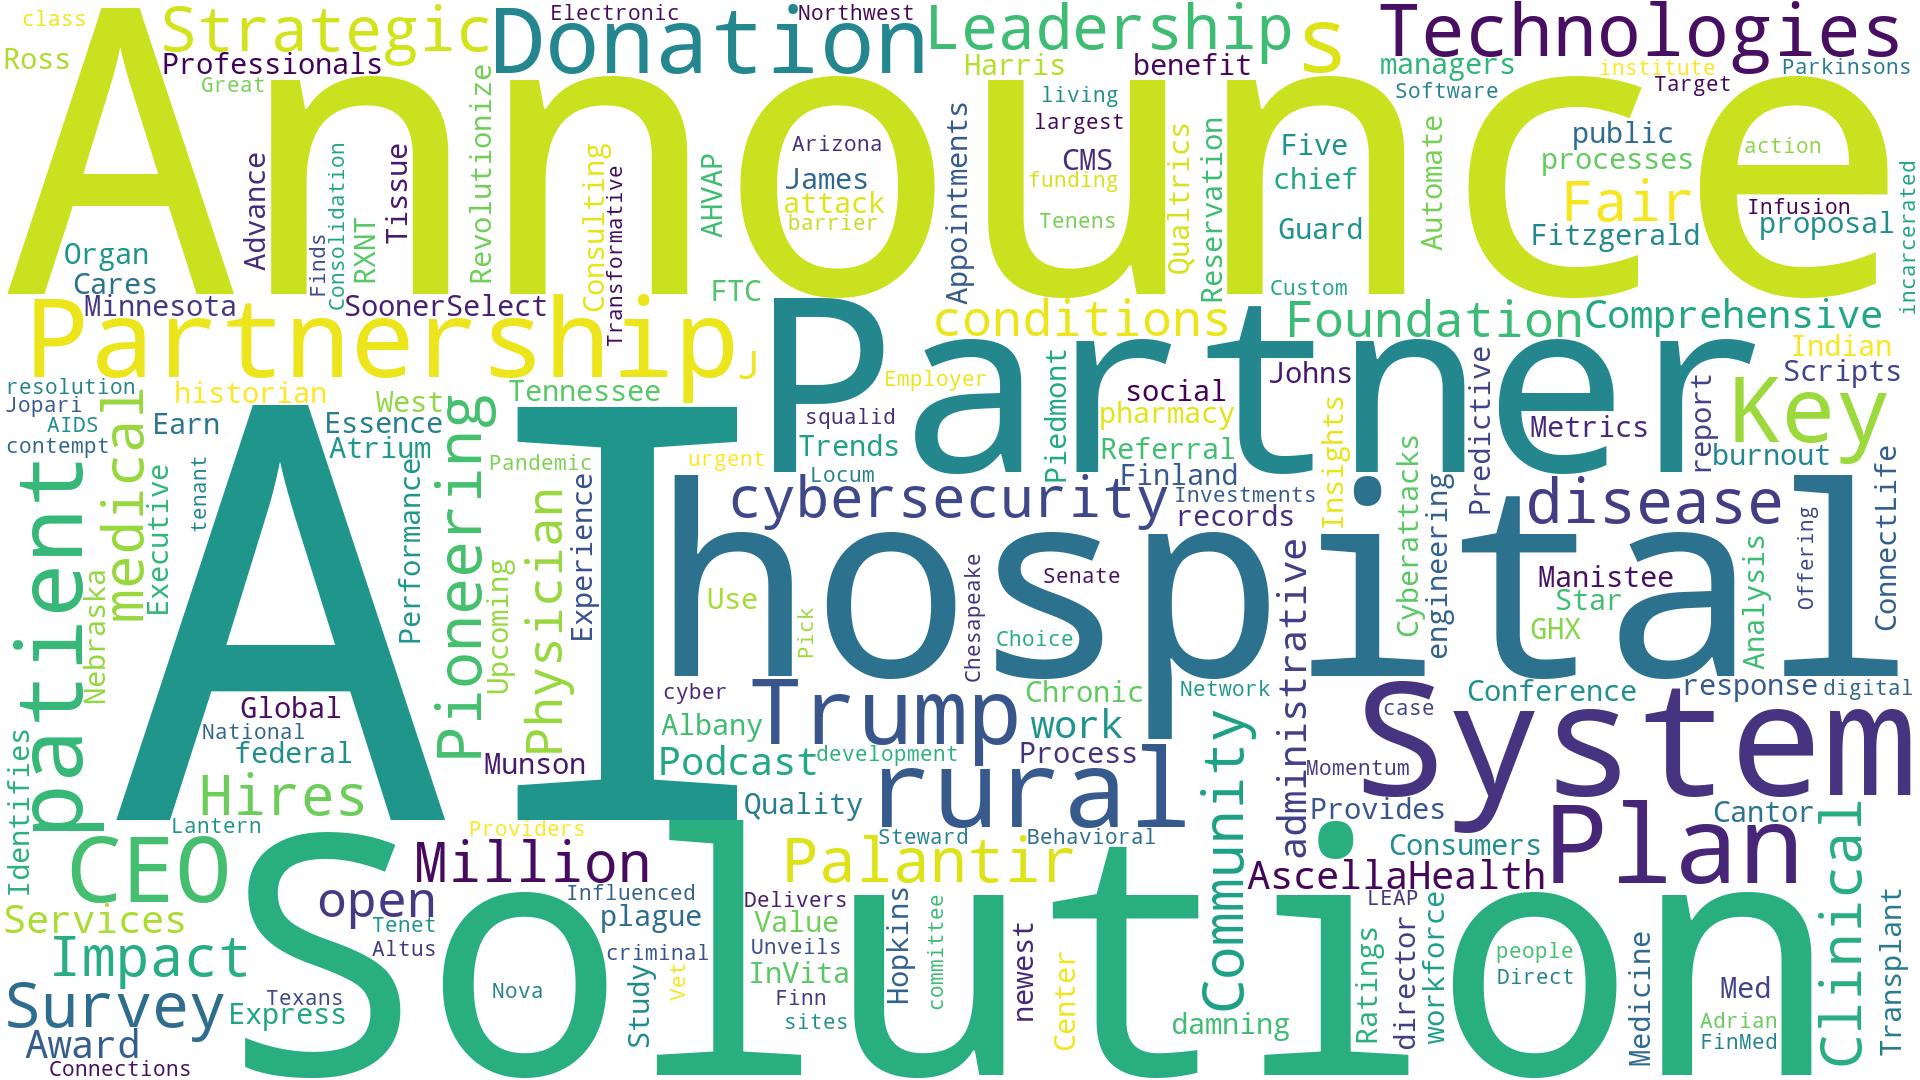 class
Ross
Strategic
Professionals
Great
Electronic
Donation
Northwest
Leadership
s
Harris
benefit
Technologies
managers
Software
institute
Target
Parkinsons
Announce
Advance
Finds
Consolidation
RXNT
Tissue
Revolutionize
Consulting
Transformative
AHVAP
FTC
Arizona
James
attack
barrier
Appointments
living
largest
CMS
funding
Tenens
Qualtrics
Reservation
Five
chief
Guard
Custom
Automate
public
processes
Fair
Fitzgerald
action
Infusion
proposal
incarcerated
Organ
Cares
Minnesota
SoonerSelect
Partnership
J
Partner
conditions
Foundation
Comprehensive
Indian
Scripts
Key
resolution
Jopari
AIDS
contempt
historian
Earn
medical
West
Essence
Atrium
Tennessee
Pioneering
Pandemic
urgent
Employer
squalid
Trends
Locum
Piedmont
social
pharmacy
Referral
Finland
Johns
Insights
Predictive
Metrics
report
burnout
patient
Nebraska
Executive
tenant
Performance
AI
Upcoming
Physician
Experience
cybersecurity
Investments
records
Cyberattacks
engineering
disease
ConnectLife
hospital
Use
Pick
Chesapeake
Senate
Choice
administrative
Manistee
Star
GHX
Analysis
Offering
Global
National
federal
Hires
Munson
cyber
Albany
Podcast
Trump
development
Chronic
work
Process
Network
Community
Conference
response
digital
case
System
Momentum
Provides
Identifies
Lantern
Providers
Quality
rural
Steward
Behavioral
Consumers
Cantor
Plan
CEO
Million
Palantir
AscellaHealth
Clinical
Solution
Services
open
Tenet
Altus
Influenced
plague
criminal
Delivers
Value
Unveils
InVita
Finn
sites
Hopkins
committee
newest
Center
damning
LEAP
Ratings
director
workforce
people
Direct
Medicine
Med
Adrian
FinMed
Transplant
Impact
Survey
Texans
Express
Award
Connections
Nova
Study
Vet